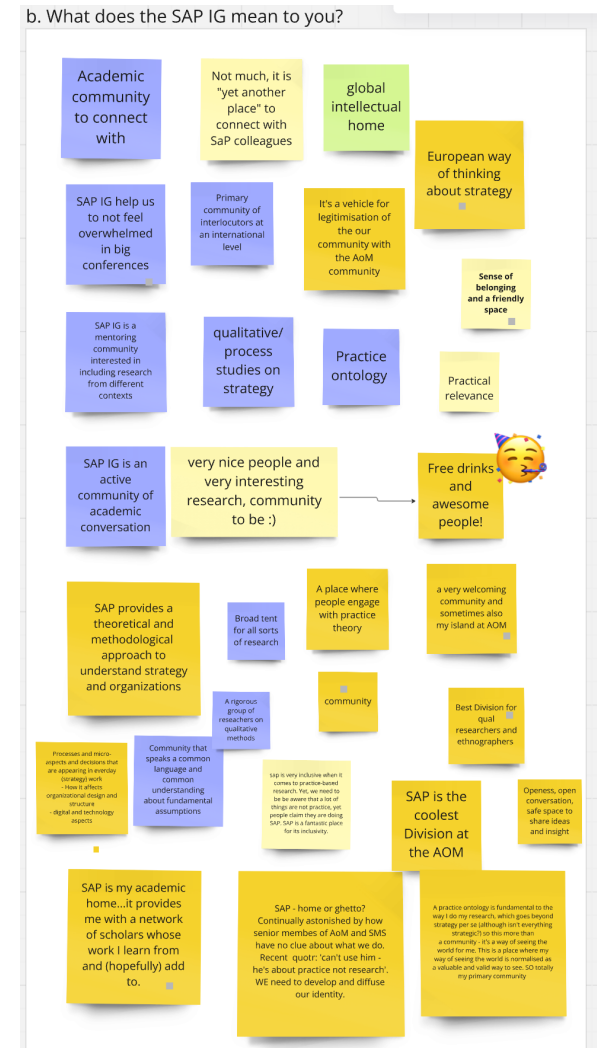 b. What does the SAP IG mean to you?
Academic
community
to connect
with
Not much, it is
"yet another
place" to
connect with
SaP colleagues
global
intellectual
home
European way
of thinking
about strategy
SAP IG help us
to not feel
overwhelmed
in big
conferences
Primary
community of
interlocutors at
an international
level
It's a vehicle for
legitimisation of
the our
community with
the AoM
community
Sense of
belonging
and a friendly
space
SAP IG is a
mentoring
community
interested in
including research
from different
contexts
qualitative/
process
studies on
strategy
Practice
ontology
Practical
relevance
SAP IG is an
active
community of
academic
conversation
very nice people and
very interesting
research, community
to be :)
Free drinks
and
awesome
people!
SAP provides a
theoretical and
methodological
approach to
understand strategy
and organizations
Broad tent
for all sorts
of research
A place where
people engage
with practice
theory
a very welcoming
community and
sometimes also
my island at AOM
A rigorous
group of
reseachers on
qualitative
methods
community
Best Division for
qual
researchers and
ethnographers
Processes and micro-
aspects and decisions that
are appearing in everday
(strategy) work
- How it affects
organizational design and
structure
- digital and technology
aspects
Community that
speaks a common
language and
common
understanding
about fundamental
assumptions
SAP is very inclusive when it
comes to practice-based
research. Yet, we need to
be be aware that a lot of
things are not practice, yet
people claim they are doing
SAP. SAP is a fantastic place
for its inclusivity.
SAP is the
coolest
Division at
the AOM
Openess, open
conversation,
safe space to
share ideas
and insight
SAP is my academic
home...it provides
me with a network
of scholars whose
work I learn from
and (hopefully) add
to.
SAP - home or ghetto?
Continually astonished by how
senior membes of AoM and SMS
have no clue about what we do.
Recent quotr: 'can't use him -
he's about practice not research'.
WE need to develop and diffuse
our identity.
A practice ontology is fundamental to the
way I do my research, which goes beyond
strategy per se (although isn't everything
strategic?) so this more than
a community - it's a way of seeing the
world for me. This is a place where my
way of seeing the world is normalised as
a valuable and valid way to see. SO totally
my primary community